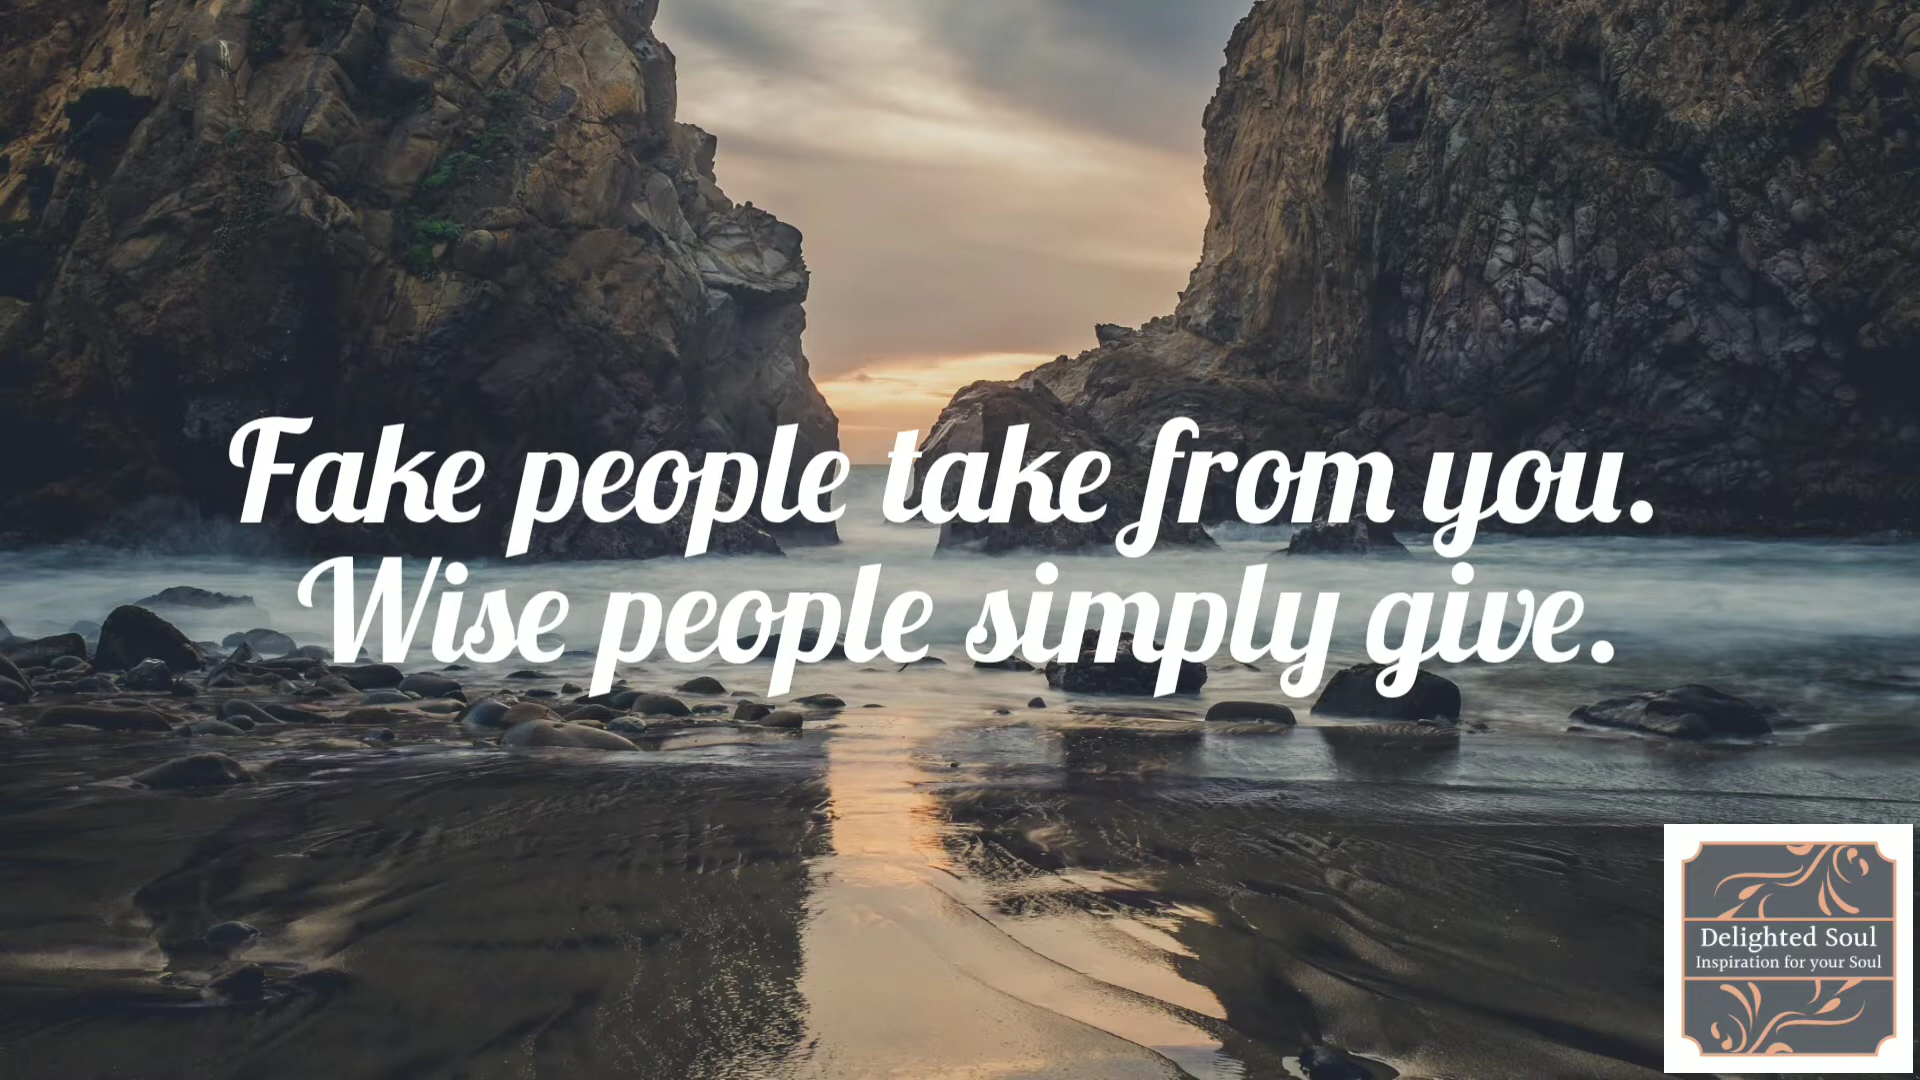 Fake people take from you.
Wise people simply give.
Delighted Soul
Inspiration for your Soul